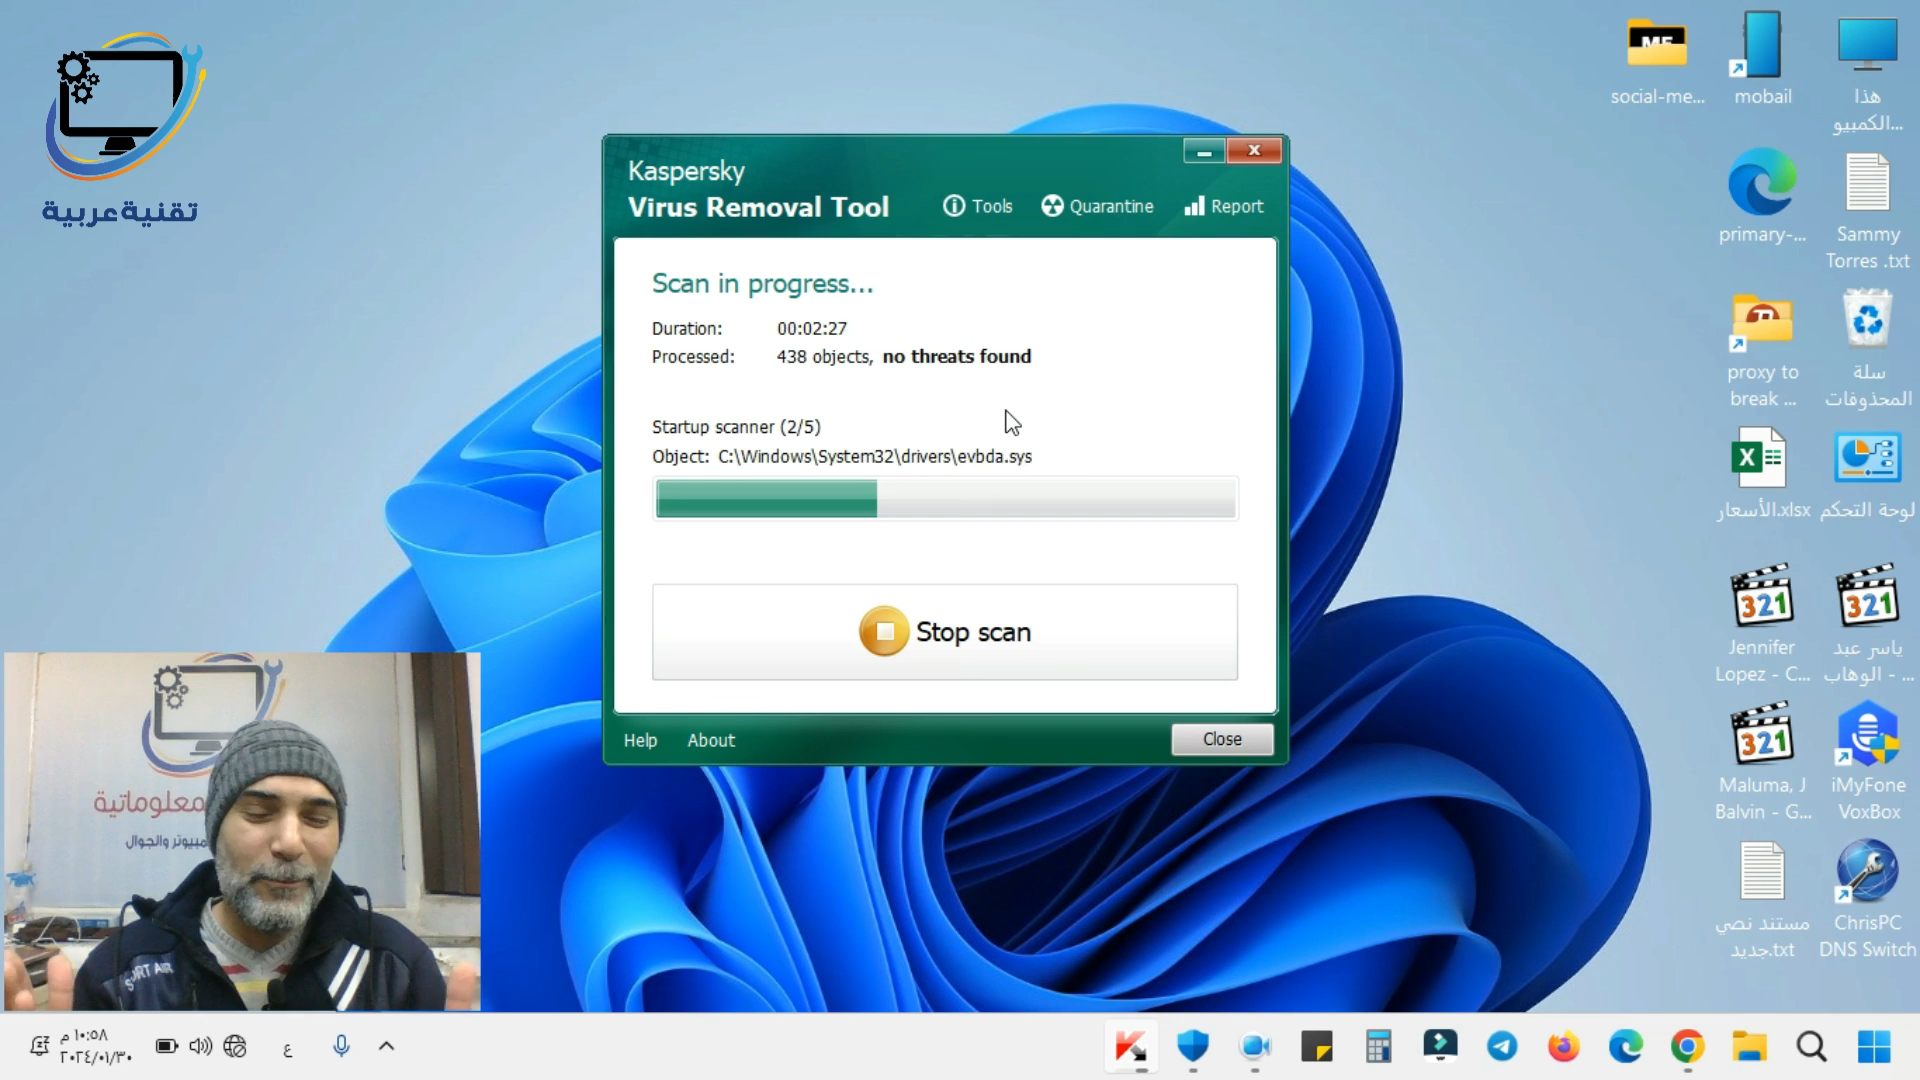 تقنية عربية
Kaspersky
Virus Removal Tool
Tools
Quarantine
Report
Scan in progress...
Duration: 00:02:27
Processed: 438 objects, no threats found
Startup scanner (2/5)
Object: C:\Windows\System32\drivers\evbda.sys
Stop scan
Help
About
Close
social-me...
mobail
هذا
الكمبيو...
primary-...
Sammy
Torres .txt
proxy to
break ...
سلة
المحذوفات
الأسعار.xlsx
لوحة التحكم
Jennifer
Lopez - C...
ياسر عبد
الوهاب - ...
Maluma, J
Balvin - G...
iMyFone
VoxBox
مستند نصي
جديد.txt
ChrisPC
DNS Switch
SPORT AIR
ع
١٠:٥٨ م
٢٠٢٤/٠١/٣٠